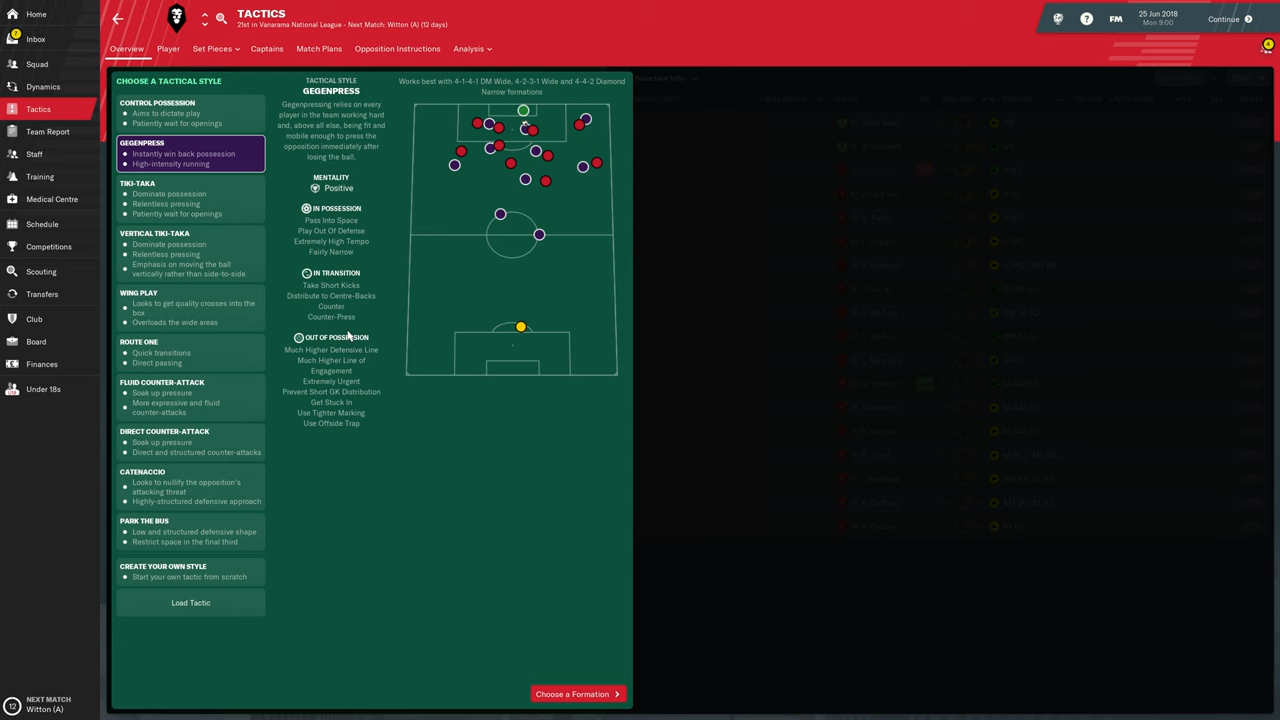 Home
7
Inbox
Squad
Dynamics
Tactics
Team Report
Staff
Training
Medical Centre
Schedule
Competitions
Scouting
Transfers
Club
Board
Finances
Under 18s
12
NEXT MATCH
Witton (A)
TACTICS
21st in Vanarama National League - Next Match: Witton (A) (12 days)
FM
25 Jun 2018
Mon 9:00
Continue
4
Overview
Player
Set Pieces
Captains
Match Plans
Opposition Instructions
Analysis
CHOOSE A TACTICAL STYLE
CONTROL POSSESSION
Aims to dictate play
Patiently wait for openings
GEGENPRESS
Instantly win back possession
High-intensity running
TIKI-TAKA
Dominate possession
Relentless pressing
Patiently wait for openings
VERTICAL TIKI-TAKA
Dominate possession
Relentless pressing
Emphasis on moving the ball
vertically rather than side-to-side
WING PLAY
Looks to get quality crosses into the
box
Overloads the wide areas
ROUTE ONE
Quick transitions
Direct passing
FLUID COUNTER-ATTACK
Soak up pressure
More expressive and fluid
counter-attacks
DIRECT COUNTER-ATTACK
Soak up pressure
Direct and structured counter-attacks
CATENACCIO
Looks to nullify the opposition's
attacking threat
Highly-structured defensive approach
PARK THE BUS
Low and structured defensive shape
Restrict space in the final third
CREATE YOUR OWN STYLE
Start your own tactic from scratch
Load Tactic
TACTICAL STYLE
GEGENPRESS
Gegenpressing relies on every
player in the team working hard
and, above all else, being fit and
mobile enough to press the
opposition immediately after
losing the ball.
MENTALITY
Positive
IN POSSESSION
Pass Into Space
Play Out Of Defense
Extremely High Tempo
Fairly Narrow
IN TRANSITION
Take Short Kicks
Distribute to Centre-Backs
Counter
Counter-Press
OUT OF POSSESSION
Much Higher Defensive Line
Much Higher Line of
Engagement
Extremely Urgent
Prevent Short GK Distribution
Get Stuck In
Use Tighter Marking
Use Offside Trap
Works best with 4-1-4-1 DM Wide, 4-2-3-1 Wide and 4-4-2 Diamond
Narrow formations
Choose a Formation